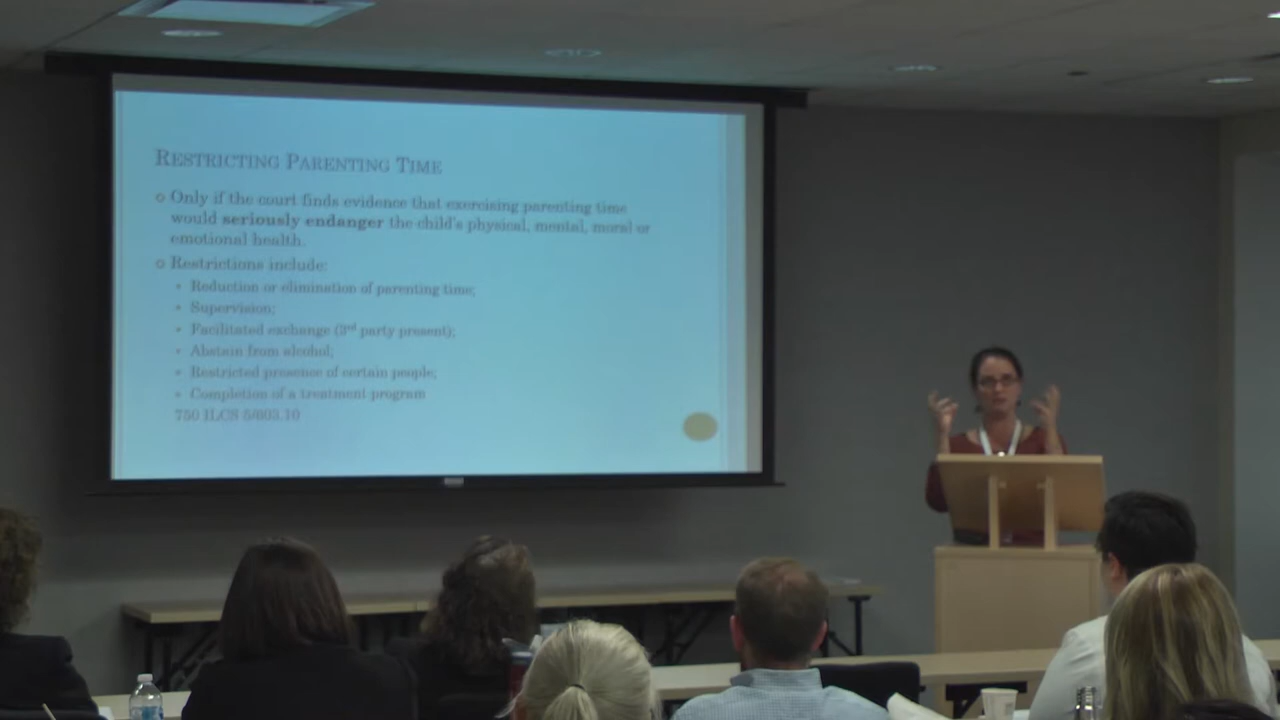 RESTRICTING PARENTING TIME
Only if the court finds evidence that exercising parenting time
would seriously endanger the child's physical, mental, moral or
emotional health.
Restrictions include:
Reduction or elimination of parenting time;
Supervision;
Facilitated exchange (3rd party present);
Abstain from alcohol;
Restricted presence of certain people;
Completion of a treatment program
750 ILCS 5/603.10